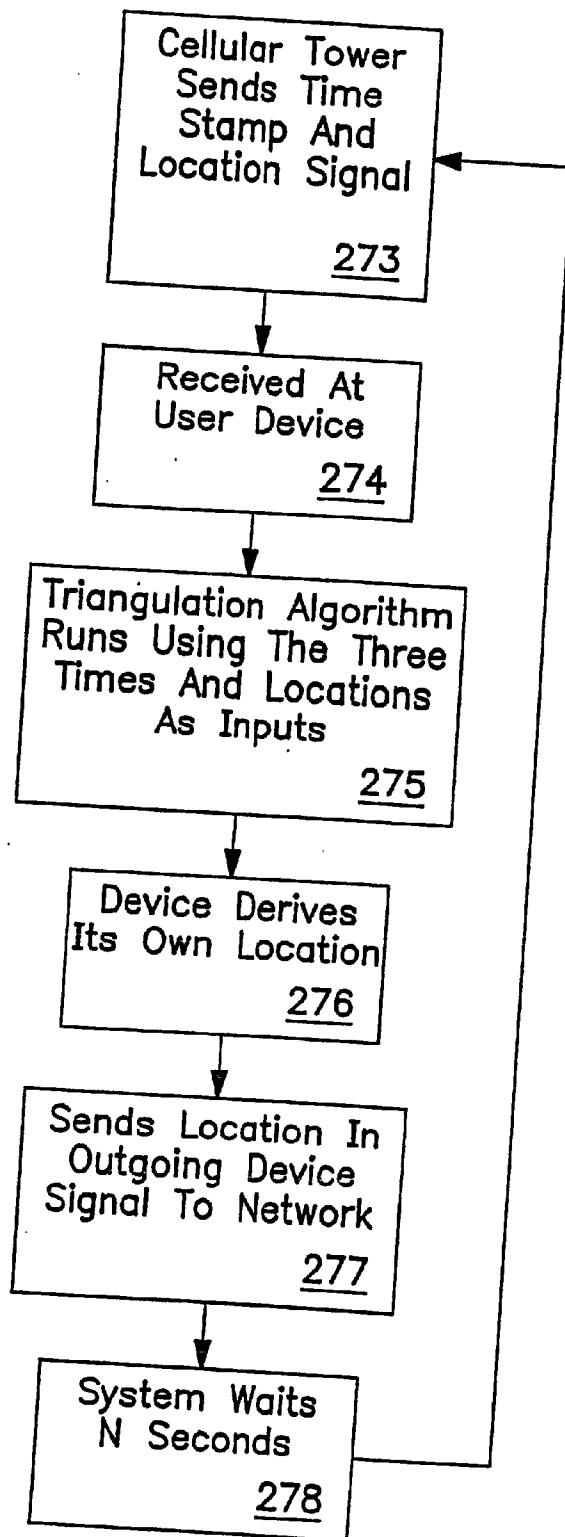 Cellular Tower
Sends Time
Stamp And
Location Signal
273
Received At
User Device
274
Triangulation Algorithm
Runs Using The Three
Times And Locations
As Inputs
275
Device Derives
Its Own Location
276
Sends Location In
Outgoing Device
Signal To Network
277
System Waits
N Seconds
278